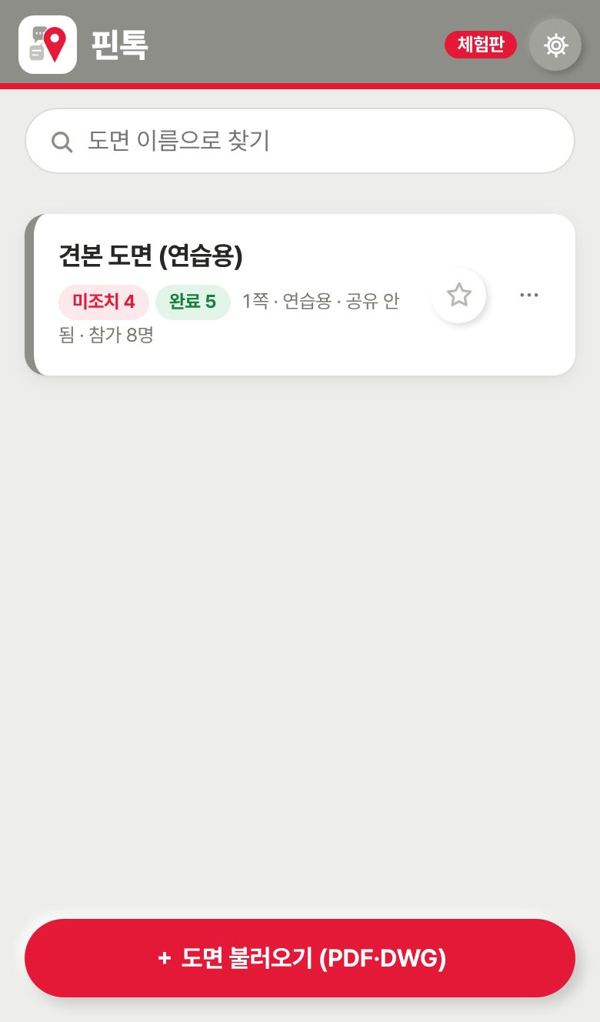 핀톡
체험판
도면 이름으로 찾기
견본 도면 (연습용)
미조치 4 완료 5 1쪽 · 연습용 · 공유 안
됨 · 참가 8명
+ 도면 불러오기 (PDF·DWG)